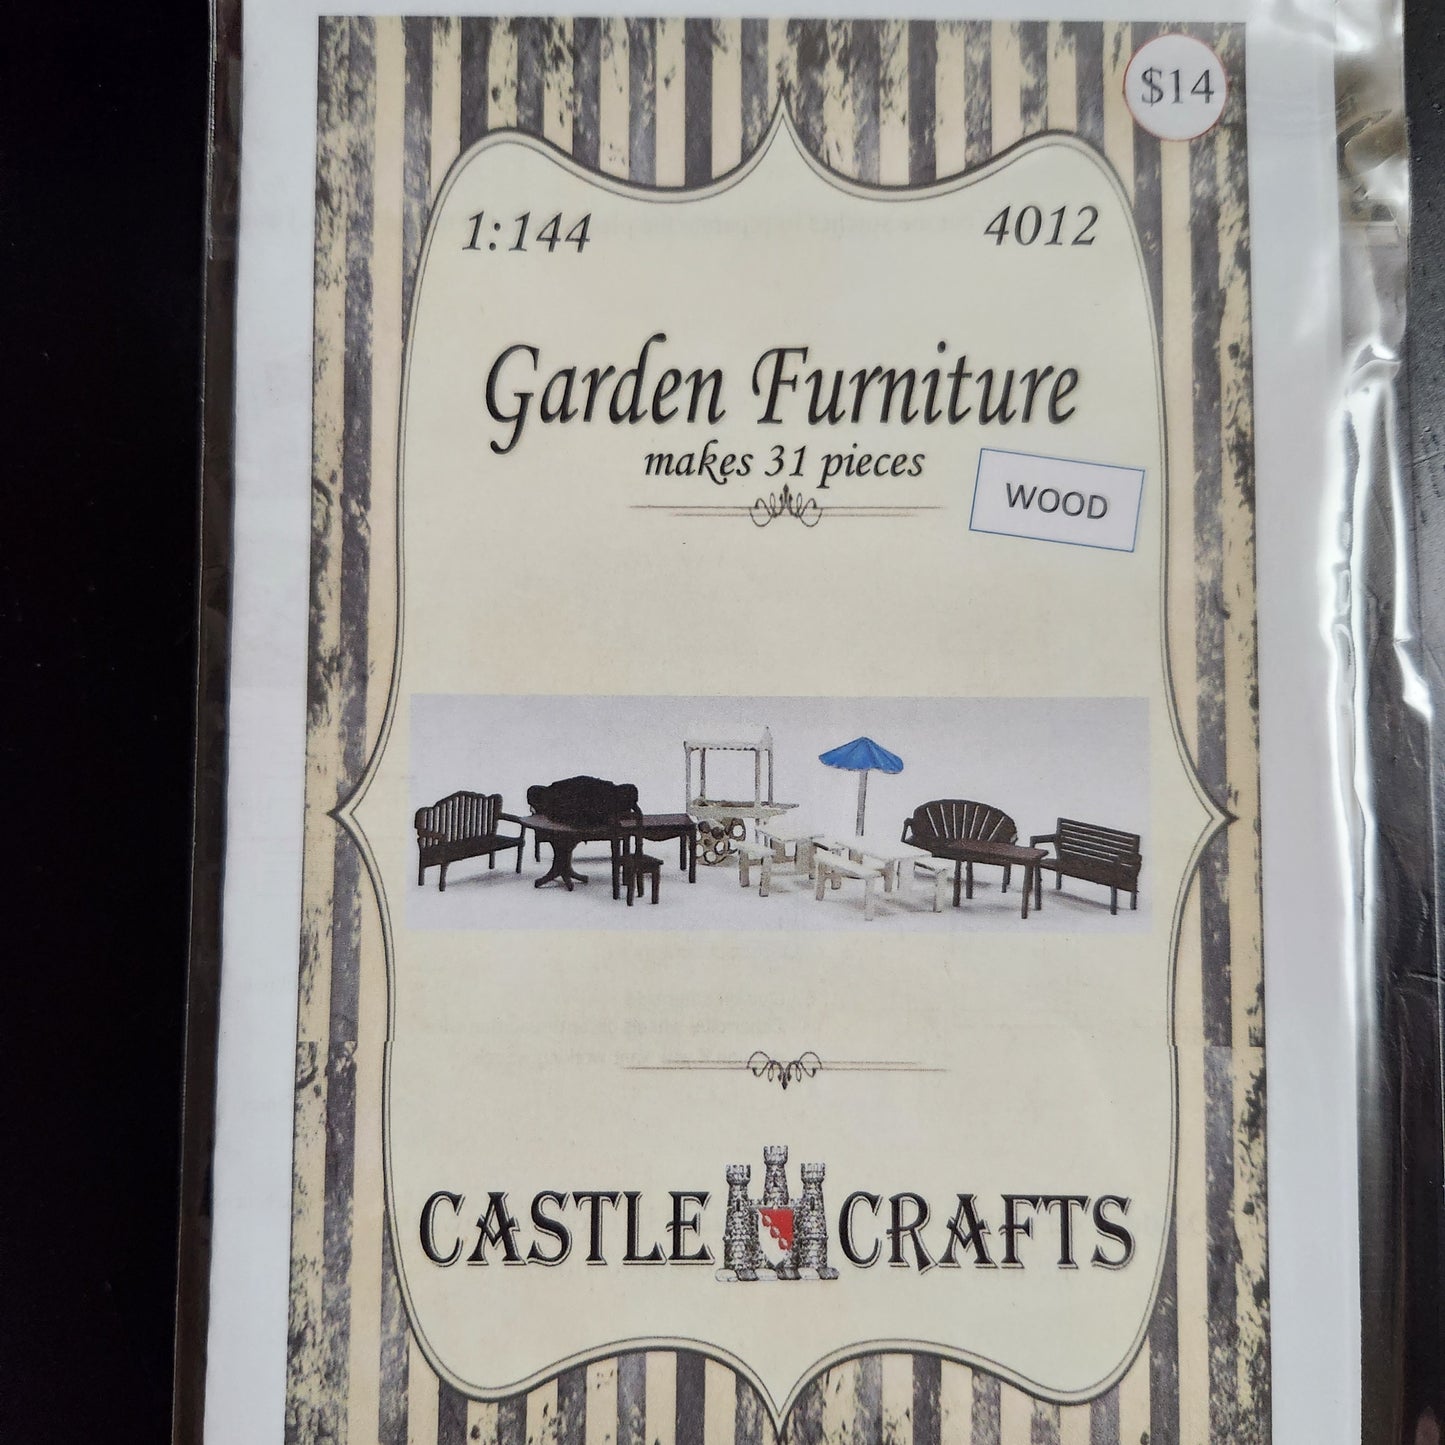 $14
1:144 4012
Garden Furniture
makes 31 pieces
WOOD
CASTLE CRAFTS